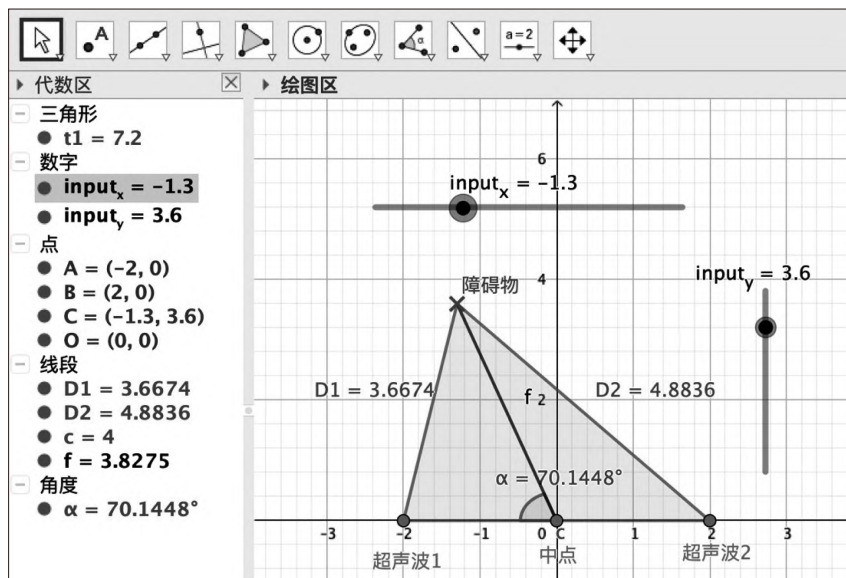 A
α
a=2
代数区
绘图区
三角形
t1 = 7.2
数字
input_x = -1.3
input_y = 3.6
点
A = (-2, 0)
B = (2, 0)
C = (-1.3, 3.6)
O = (0, 0)
线段
D1 = 3.6674
D2 = 4.8836
c = 4
f = 3.8275
角度
α = 70.1448°
6
input_x = -1.3
input_y = 3.6
4
障碍物
D1 = 3.6674
f
2
D2 = 4.8836
α = 70.1448°
-3
-2
-1
0
c
1
2
3
超声波1
中点
超声波2